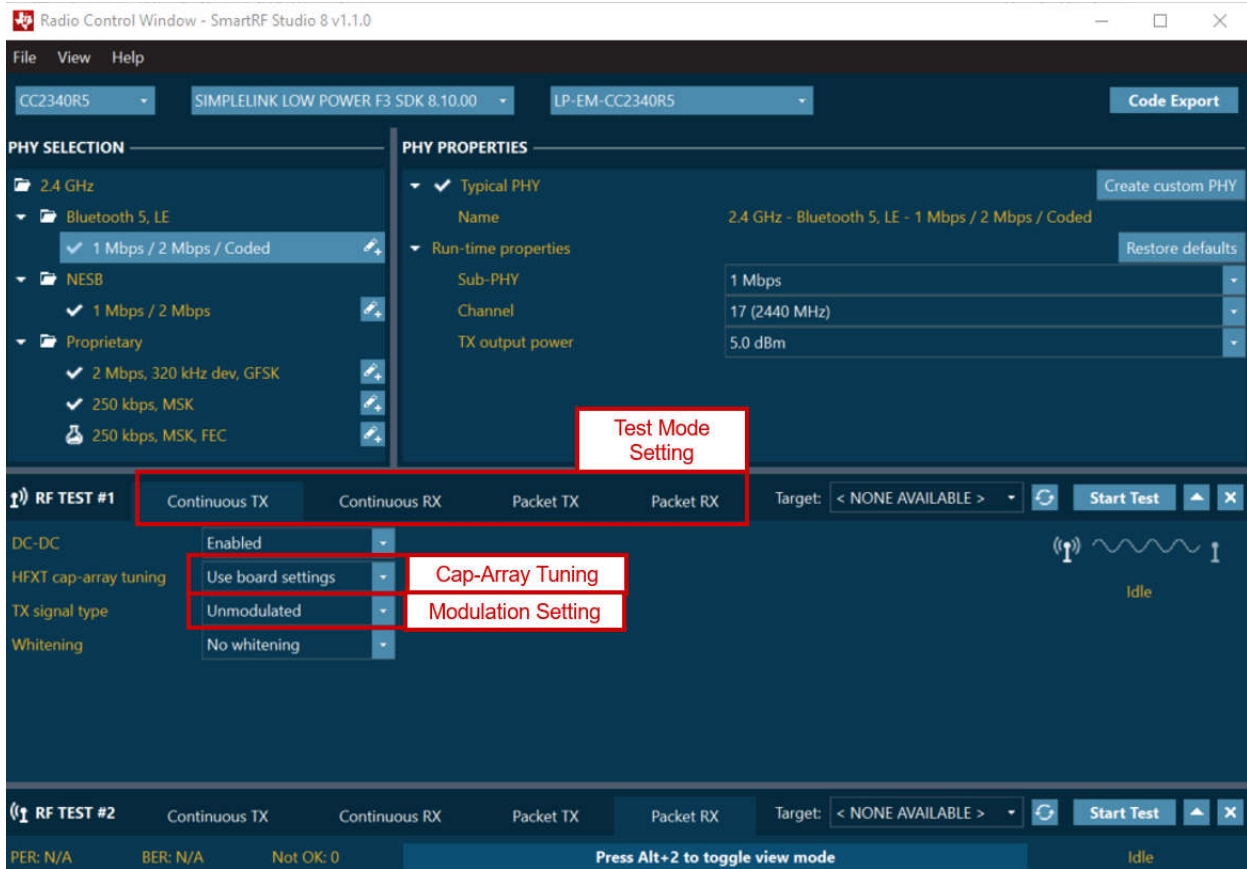 Radio Control Window - SmartRF Studio 8 v1.1.0
File View Help
CC2340R5 SIMPLELINK LOW POWER F3 SDK 8.10.00 LP-EM-CC2340R5 Code Export
PHY SELECTION
2.4 GHz
Bluetooth 5, LE
1 Mbps / 2 Mbps / Coded
NESB
1 Mbps / 2 Mbps
Proprietary
2 Mbps, 320 kHz dev, GFSK
250 kbps, MSK
250 kbps, MSK, FEC
PHY PROPERTIES
Typical PHY Create custom PHY
Name 2.4 GHz - Bluetooth 5, LE - 1 Mbps / 2 Mbps / Coded
Run-time properties Restore defaults
Sub-PHY 1 Mbps
Channel 17 (2440 MHz)
TX output power 5.0 dBm
Test Mode
Setting
RF TEST #1 Continuous TX Continuous RX Packet TX Packet RX Target: < NONE AVAILABLE > Start Test
DC-DC Enabled
HFXT cap-array tuning Use board settings Cap-Array Tuning
TX signal type Unmodulated Modulation Setting
Whitening No whitening
Idle
RF TEST #2 Continuous TX Continuous RX Packet TX Packet RX Target: < NONE AVAILABLE > Start Test
PER: N/A BER: N/A Not OK: 0 Press Alt+2 to toggle view mode Idle